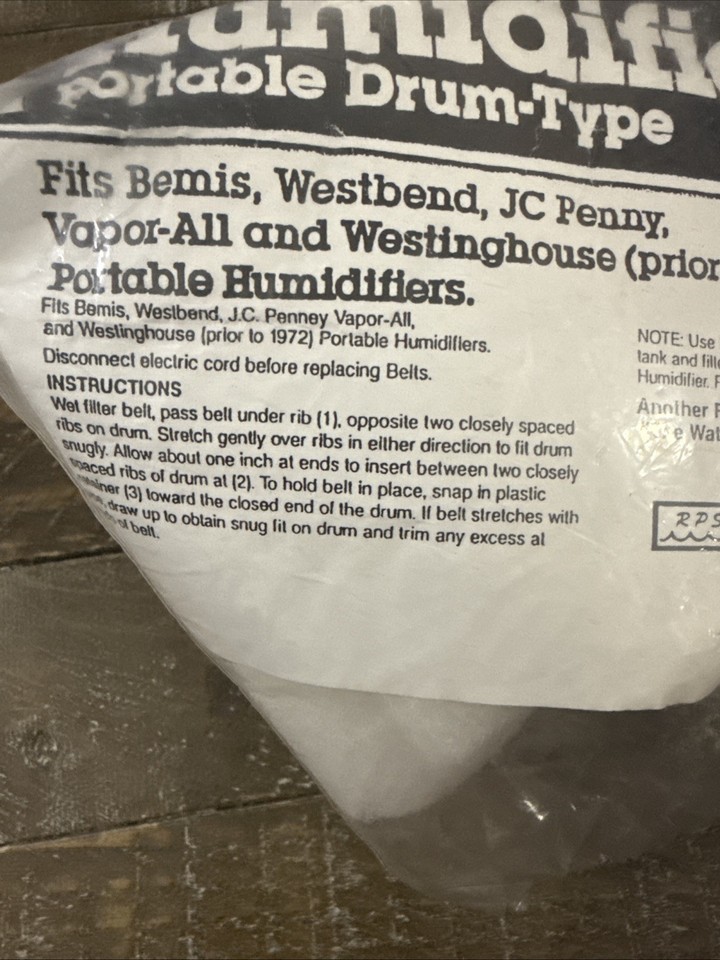 Portable Drum-Type
Fits Bemis, Westbend, JC Penny,
Vapor-All and Westinghouse (prior
Portable Humidifiers.
Fits Bemis, Westbend, J.C. Penney Vapor-All,
and Westinghouse (prior to 1972) Portable Humidifiers.
Disconnect electric cord before replacing Belts.
INSTRUCTIONS
Wet filter belt, pass belt under rib (1), opposite two closely spaced
ribs on drum. Stretch gently over ribs in either direction to fit drum
snugly. Allow about one inch at ends to insert between two closely
spaced ribs of drum at (2). To hold belt in place, snap in plastic
retainer (3) toward the closed end of the drum. If belt stretches with
draw up to obtain snug fit on drum and trim any excess at
of belt.
NOTE: Use
tank and
Humidifier.
Another
RPS